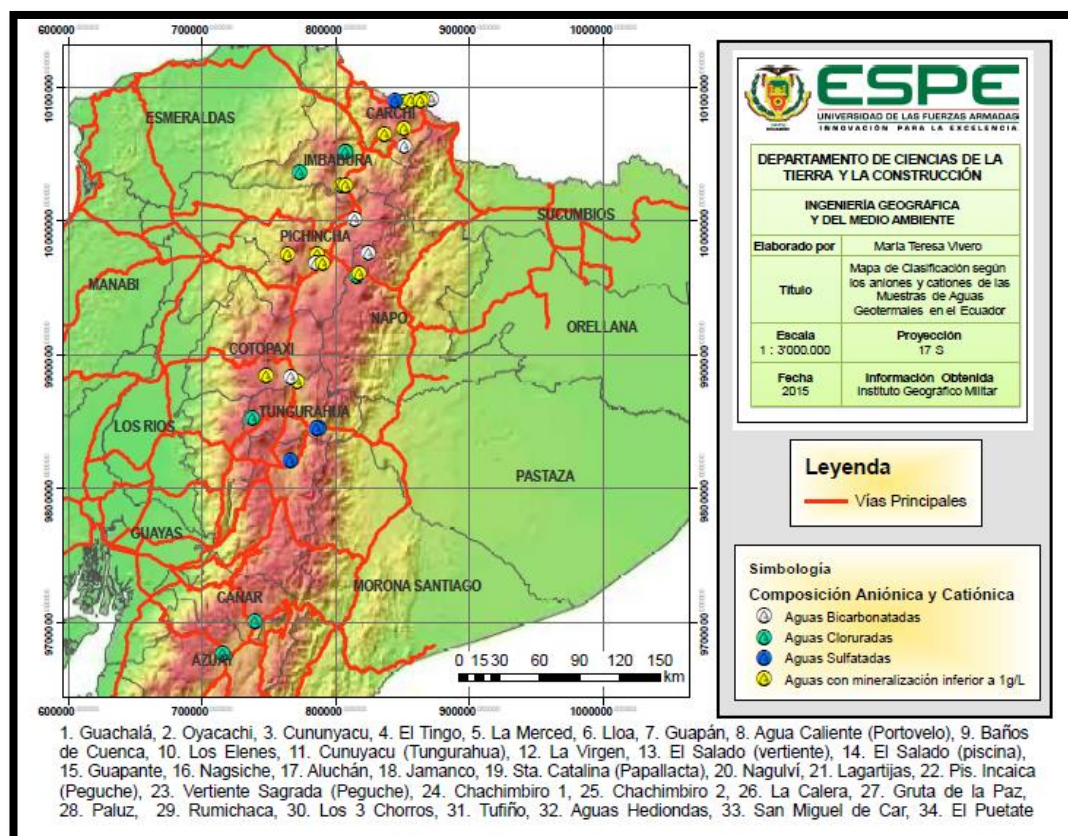 600000 700000 800000 900000 1000000
10100000
10000000
9900000
9800000
9700000
ESMERALDAS
CARCHI
IMBABURA
SUCUMBIOS
PICHINCHA
MANABI
NAPO
ORELLANA
COTOPAXI
TUNGURAHUA
LOS RIOS
PASTAZA
GUAYAS
MORONA SANTIAGO
CAÑAR
AZUAY
0 15 30 60 90 120 150
km
10100000
10000000
9900000
9800000
9700000
600000 700000 800000 900000 1000000
ESPE
UNIVERSIDAD DE LAS FUERZAS ARMADAS
INNOVACIÓN PARA LA EXCELENCIA
DEPARTAMENTO DE CIENCIAS DE LA
TIERRA Y LA CONSTRUCCIÓN
INGENIERÍA GEOGRÁFICA
Y DEL MEDIO AMBIENTE
Elaborado por María Teresa Vivero
Título
Mapa de Clasificación según
los aniones y cationes de las
Muestras de Aguas
Geotermales en el Ecuador
Escala
1 : 3'000.000
Proyección
17 S
Fecha
2015
Información Obtenida
Instituto Geográfico Militar
Leyenda
Vías Principales
Simbología
Composición Aniónica y Catiónica
Aguas Bicarbonatadas
Aguas Cloruradas
Aguas Sulfatadas
Aguas con mineralización inferior a 1g/L
1. Guachalá, 2. Oyacachi, 3. Cununyacu, 4. El Tingo, 5. La Merced, 6. Lloa, 7. Guapán, 8. Agua Caliente (Portovelo), 9. Baños
de Cuenca, 10. Los Elenes, 11. Cunuyacu (Tungurahua), 12. La Virgen, 13. El Salado (vertiente), 14. El Salado (piscina),
15. Guapante, 16. Nagsiche, 17. Aluchán, 18. Jamanco, 19. Sta. Catalina (Papallacta), 20. Nagulví, 21. Lagartijas, 22. Pis. Incaica
(Peguche), 23. Vertiente Sagrada (Peguche), 24. Chachimbiro 1, 25. Chachimbiro 2, 26. La Calera, 27. Gruta de la Paz,
28. Paluz, 29. Rumichaca, 30. Los 3 Chorros, 31. Tufiño, 32. Aguas Hediondas, 33. San Miguel de Car, 34. El Puetate